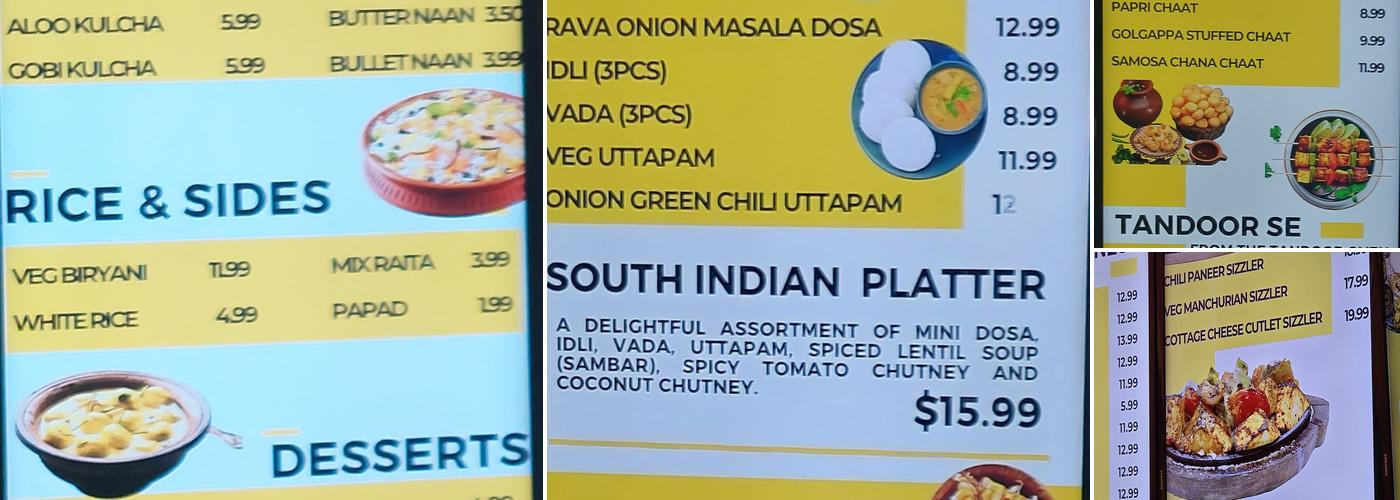 ALOO KULCHA 5.99 BUTTER NAAN 3.50
GOBI KULCHA 5.99 BULLET NAAN 3.99
RICE & SIDES
VEG BIRYANI 11.99 MIX RAITA 3.99
WHITE RICE 4.99 PAPAD 1.99
DESSERTS
RAVA ONION MASALA DOSA 12.99
IDLI (3PCS) 8.99
VADA (3PCS) 8.99
VEG UTTAPAM 11.99
ONION GREEN CHILI UTTAPAM 12
SOUTH INDIAN PLATTER
A DELIGHTFUL ASSORTMENT OF MINI DOSA,
IDLI, VADA, UTTAPAM, SPICED LENTIL SOUP
(SAMBAR), SPICY TOMATO CHUTNEY AND
COCONUT CHUTNEY.
$15.99
PAPRI CHAAT 8.99
GOLGAPPA STUFFED CHAAT 9.99
SAMOSA CHANA CHAAT 11.99
TANDOOR SE
FROM THE TANDOOR
12.99
12.99
13.99
12.99
11.99
5.99
11.99
12.99
12.99
12.99
CHILI PANEER SIZZLER
VEG MANCHURIAN SIZZLER 17.99
COTTAGE CHEESE CUTLET SIZZLER 19.99